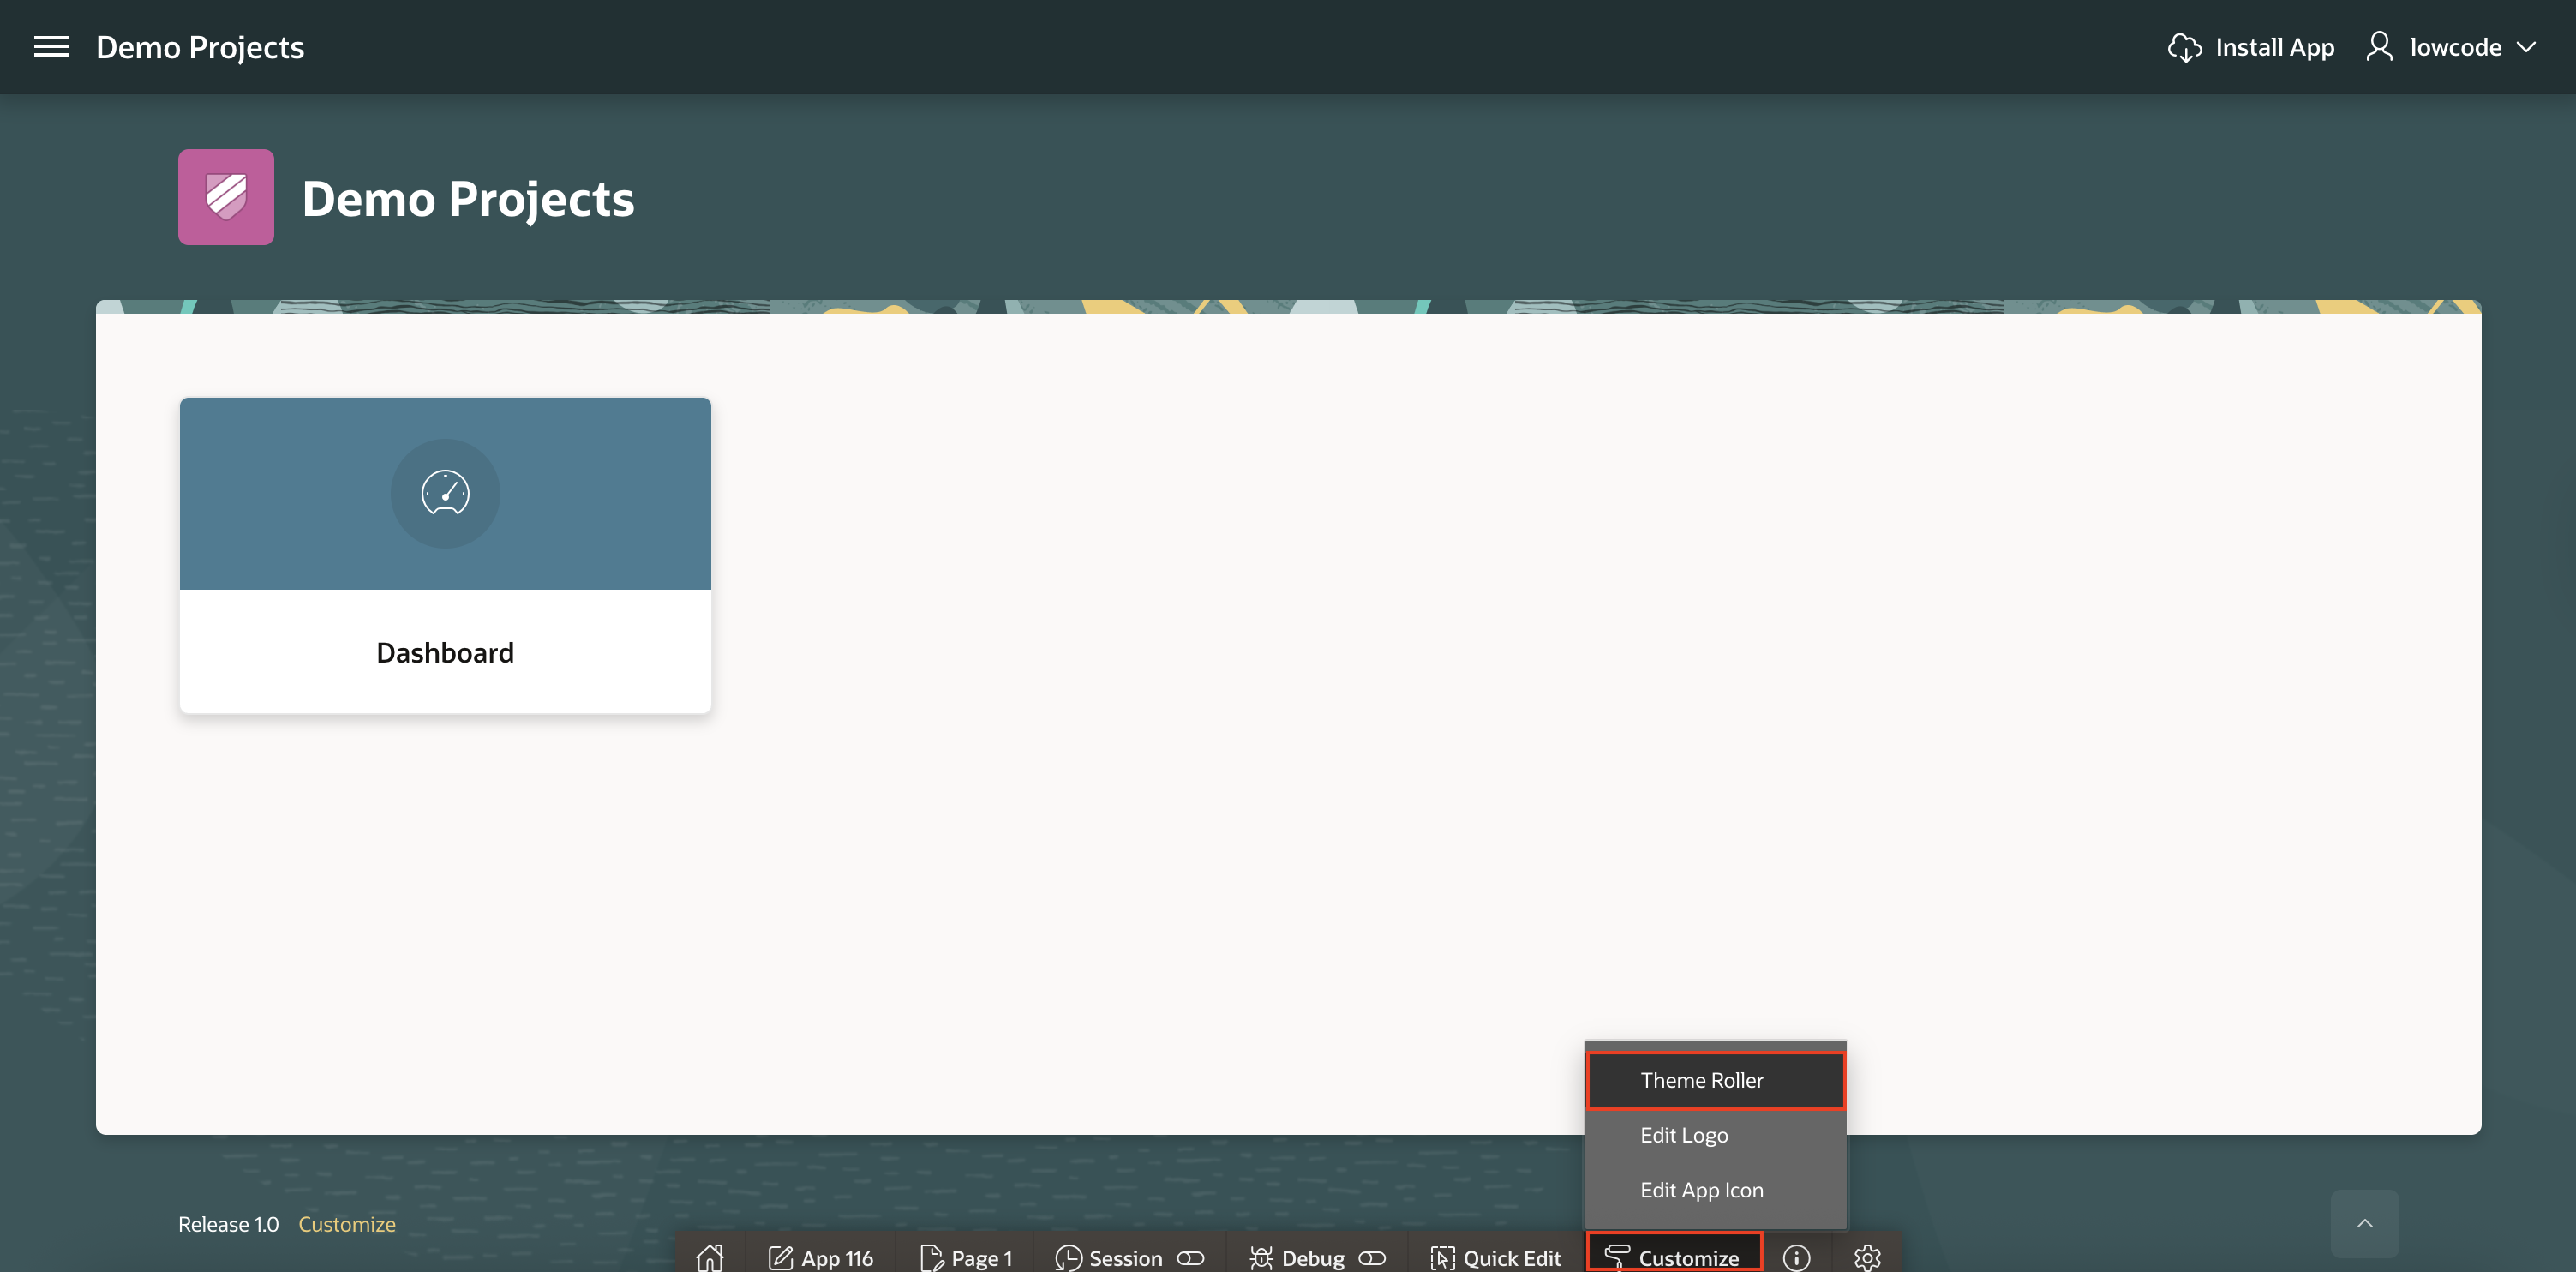 Demo Projects
Install App
lowcode
Demo Projects
Dashboard
Theme Roller
Edit Logo
Edit App Icon
Release 1.0 Customize
App 116
Page 1
Session
Debug
Quick Edit
Customize